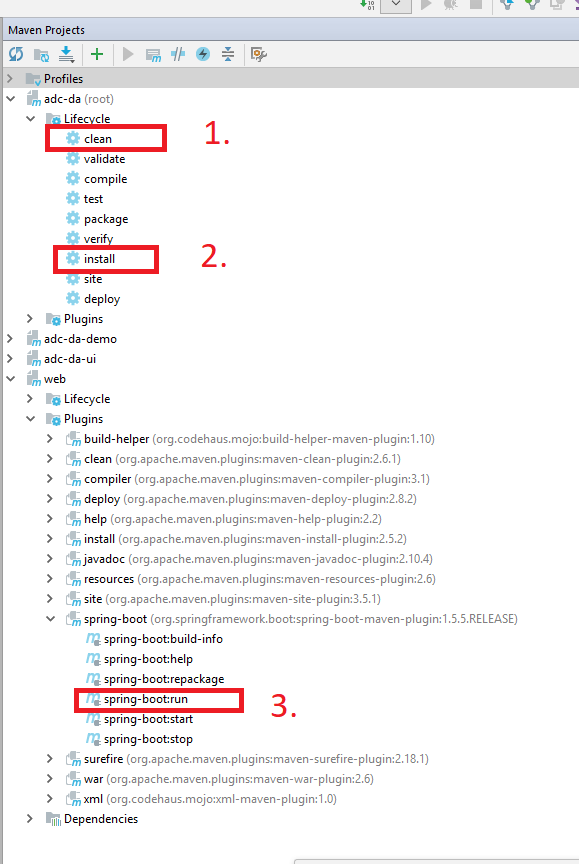 Maven Projects
Profiles
adc-da (root)
Lifecycle
clean
1.
validate
compile
test
package
verify
install
2.
site
deploy
Plugins
adc-da-demo
adc-da-ui
web
Lifecycle
Plugins
build-helper (org.codehaus.mojo:build-helper-maven-plugin:1.10)
clean (org.apache.maven.plugins:maven-clean-plugin:2.6.1)
compiler (org.apache.maven.plugins:maven-compiler-plugin:3.1)
deploy (org.apache.maven.plugins:maven-deploy-plugin:2.8.2)
help (org.apache.maven.plugins:maven-help-plugin:2.2)
install (org.apache.maven.plugins:maven-install-plugin:2.5.2)
javadoc (org.apache.maven.plugins:maven-javadoc-plugin:2.10.4)
resources (org.apache.maven.plugins:maven-resources-plugin:2.6)
site (org.apache.maven.plugins:maven-site-plugin:3.5.1)
spring-boot (org.springframework.boot:spring-boot-maven-plugin:1.5.5.RELEASE)
spring-boot:build-info
spring-boot:help
spring-boot:repackage
spring-boot:run
3.
spring-boot:start
spring-boot:stop
surefire (org.apache.maven.plugins:maven-surefire-plugin:2.18.1)
war (org.apache.maven.plugins:maven-war-plugin:2.6)
xml (org.codehaus.mojo:xml-maven-plugin:1.0)
Dependencies